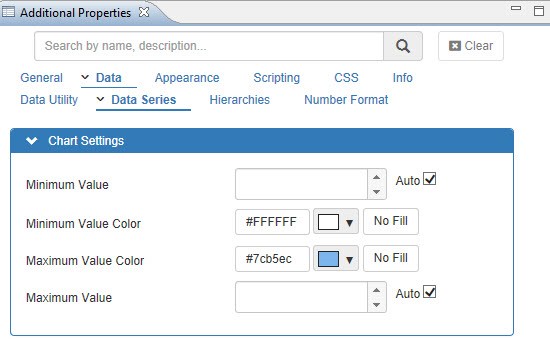 Additional Properties
Search by name, description... Clear
General Data Appearance Scripting CSS Info
Data Utility Data Series Hierarchies Number Format
Chart Settings
Minimum Value Auto
Minimum Value Color #FFFFFF No Fill
Maximum Value Color #7cb5ec No Fill
Maximum Value Auto